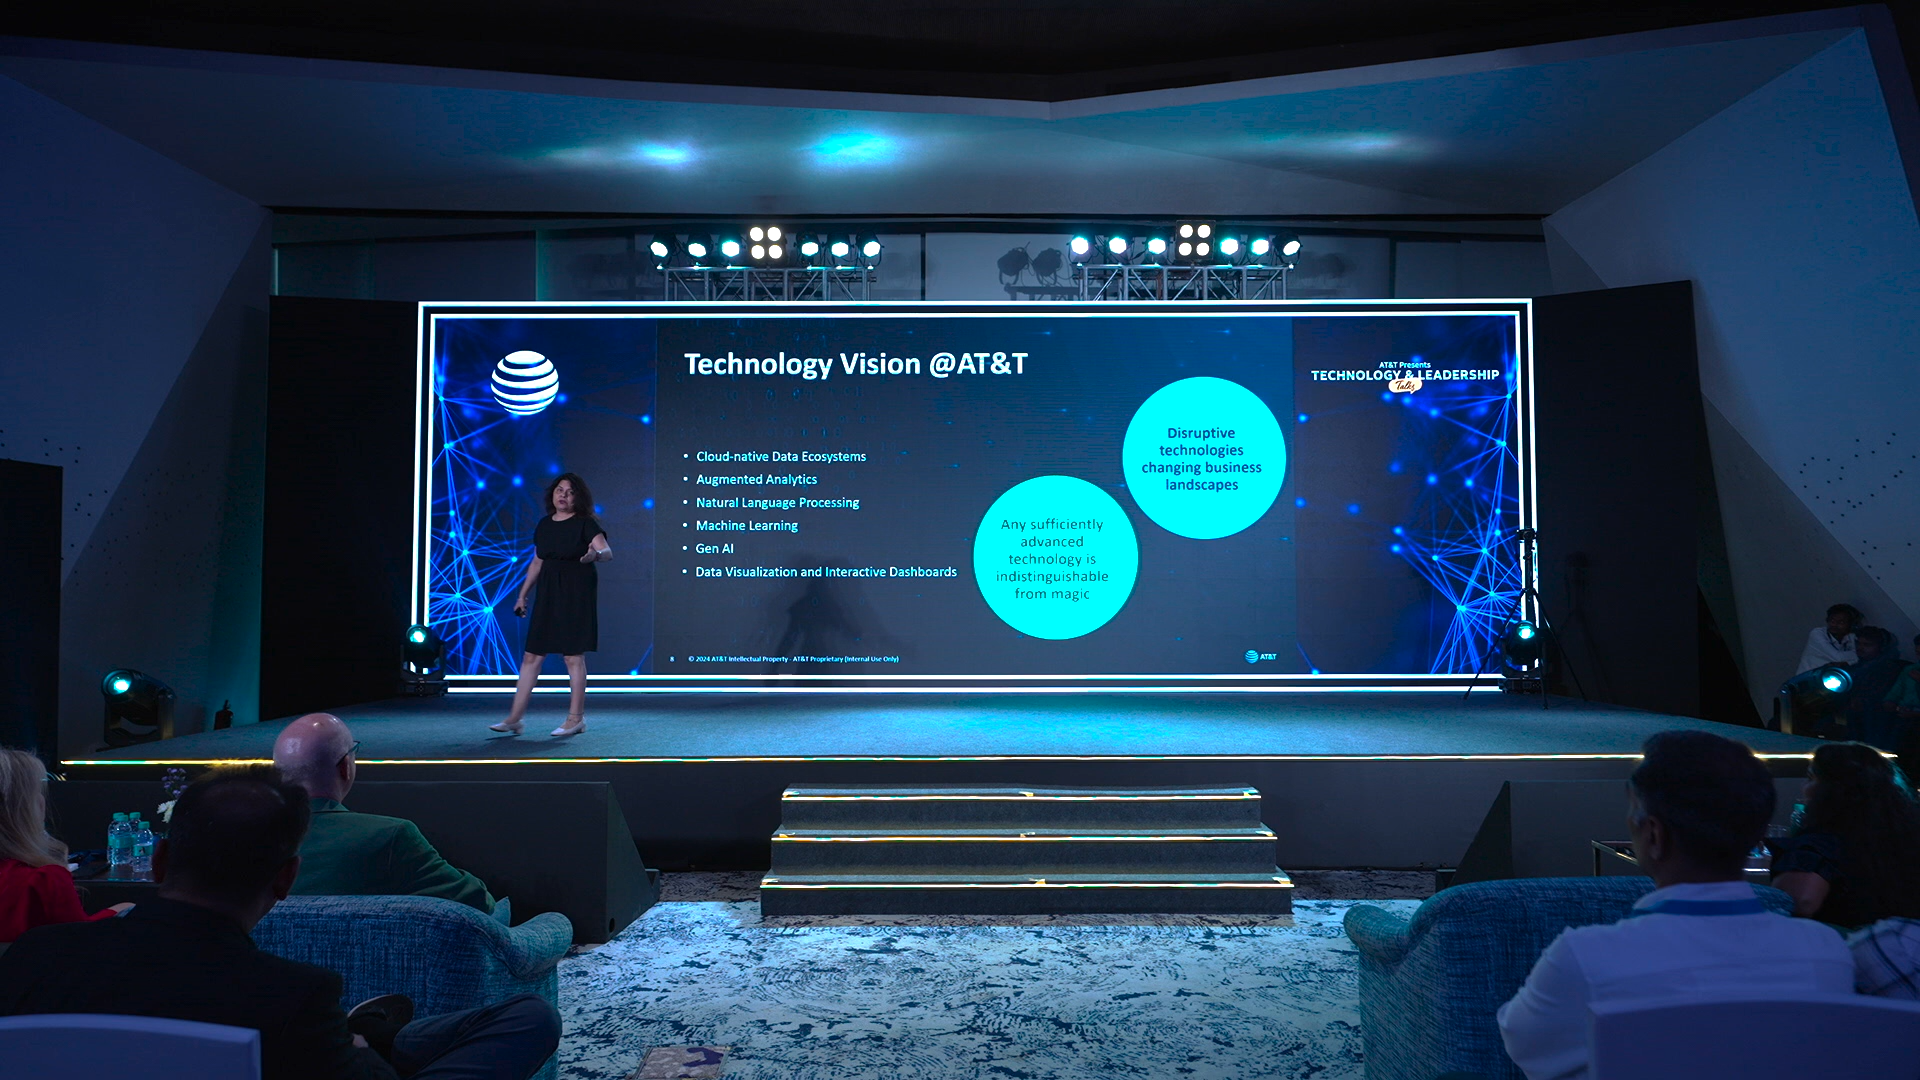 Technology Vision @AT&T
• Cloud-native Data Ecosystems
• Augmented Analytics
• Natural Language Processing
• Machine Learning
• Gen AI
• Data Visualization and Interactive Dashboards
Disruptive
technologies
changing business
landscapes
Any sufficiently
advanced
technology is
indistinguishable
from magic
AT&T Presents
TECHNOLOGY & LEADERSHIP
Talks
8 © 2024 AT&T Intellectual Property - AT&T Proprietary (Internal Use Only)
AT&T